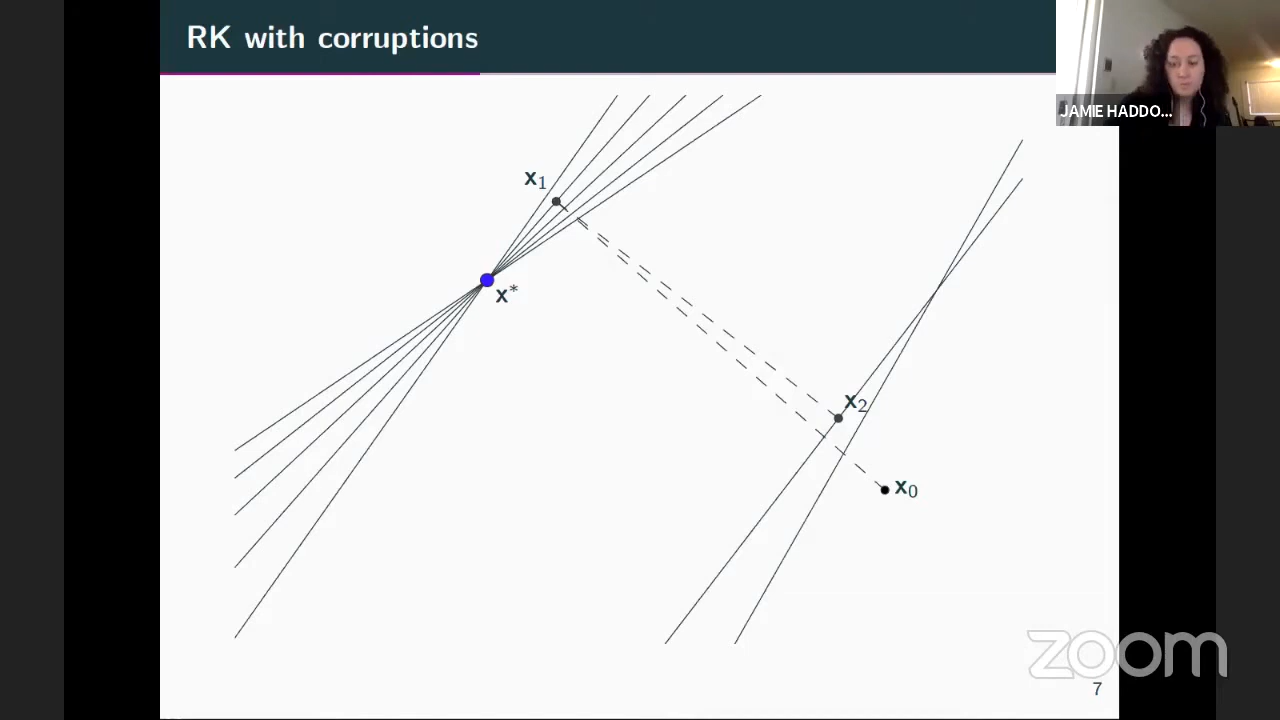 RK with corruptions
JAMIE HADDO...
x₁
x*
x₂
x₀
zoom
7